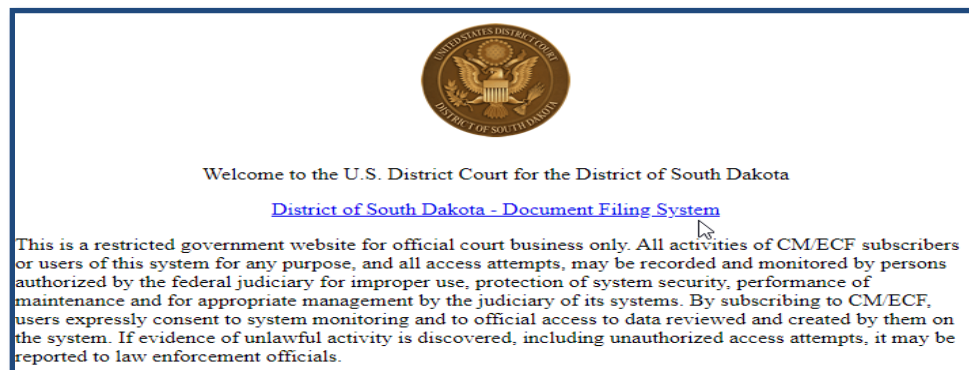 UNITED STATES DISTRICT COURT
DISTRICT OF SOUTH DAKOTA
Welcome to the U.S. District Court for the District of South Dakota
District of South Dakota - Document Filing System
This is a restricted government website for official court business only. All activities of CM/ECF subscribers
or users of this system for any purpose, and all access attempts, may be recorded and monitored by persons
authorized by the federal judiciary for improper use, protection of system security, performance of
maintenance and for appropriate management by the judiciary of its systems. By subscribing to CM/ECF,
users expressly consent to system monitoring and to official access to data reviewed and created by them on
the system. If evidence of unlawful activity is discovered, including unauthorized access attempts, it may be
reported to law enforcement officials.